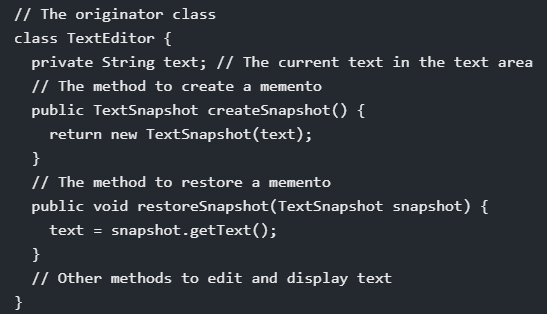 // The originator class
class TextEditor {
  private String text; // The current text in the text area
  // The method to create a memento
  public TextSnapshot createSnapshot() {
    return new TextSnapshot(text);
  }
  // The method to restore a memento
  public void restoreSnapshot(TextSnapshot snapshot) {
    text = snapshot.getText();
  }
  // Other methods to edit and display text
}